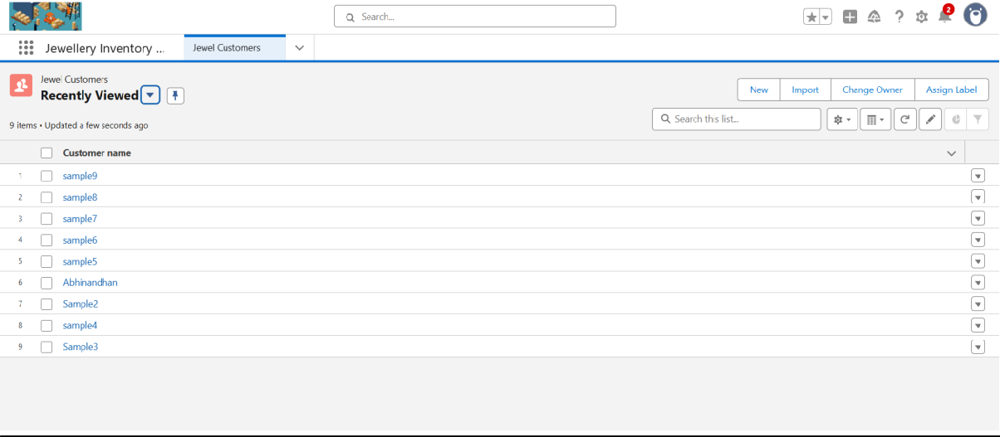 Search...
2
Jewellery Inventory ...
Jewel Customers
Jewel Customers
Recently Viewed
New
Import
Change Owner
Assign Label
9 items • Updated a few seconds ago
Search this list...
Customer name
1 sample9
2 sample8
3 sample7
4 sample6
5 sample5
6 Abhinandhan
7 Sample2
8 sample4
9 Sample3